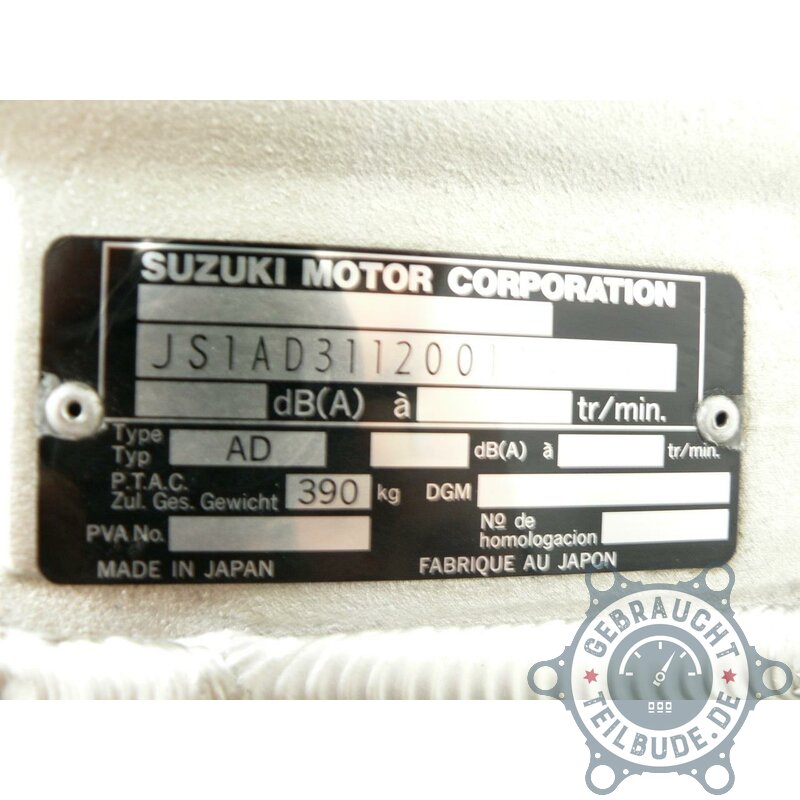 SUZUKI MOTOR CORPORATION
JS1AD3112001
dB(A) à tr/min.
Type
Typ AD dB(A) à tr/min.
P.T.A.C.
Zul. Ges. Gewicht 390 kg DGM
PVA No. Nº de
homologacion
MADE IN JAPAN FABRIQUE AU JAPON
GEBRAUCHT
TEILBUDE.DE